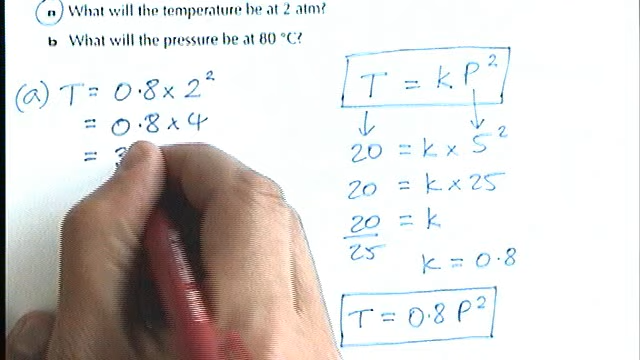 a What will the temperature be at 2 atm?
b What will the pressure be at 80 °C?
(a) T = 0.8 x 2²
= 0.8 x 4
= 3
T = k P²
20 = k x 5²
20 = k x 25
20/25 = k
k = 0.8
T = 0.8 P²